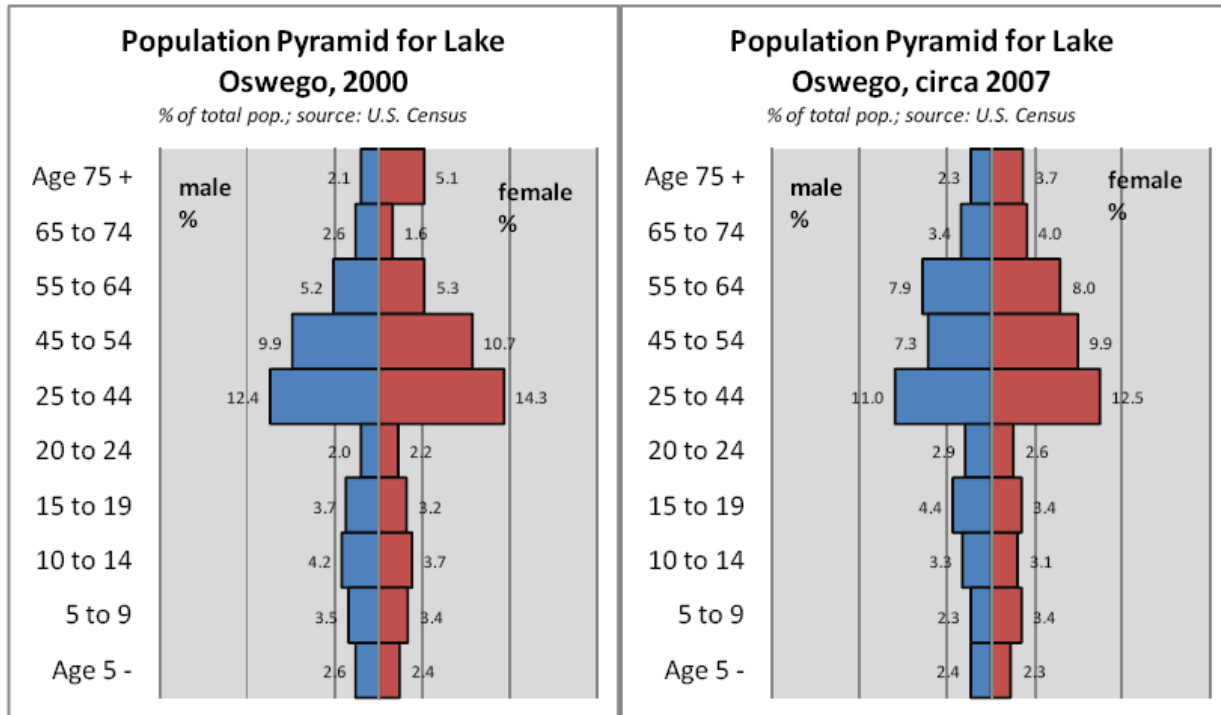 Population Pyramid for Lake
Oswego, 2000
% of total pop.; source: U.S. Census
male
%
female
%
Age 75 + 2.1 5.1
65 to 74 2.6 1.6
55 to 64 5.2 5.3
45 to 54 9.9 10.7
25 to 44 12.4 14.3
20 to 24 2.0 2.2
15 to 19 3.7 3.2
10 to 14 4.2 3.7
5 to 9 3.5 3.4
Age 5 - 2.6 2.4
Population Pyramid for Lake
Oswego, circa 2007
% of total pop.; source: U.S. Census
male
%
female
%
Age 75 + 2.3 3.7
65 to 74 3.4 4.0
55 to 64 7.9 8.0
45 to 54 7.3 9.9
25 to 44 11.0 12.5
20 to 24 2.9 2.6
15 to 19 4.4 3.4
10 to 14 3.3 3.1
5 to 9 2.3 3.4
Age 5 - 2.4 2.3